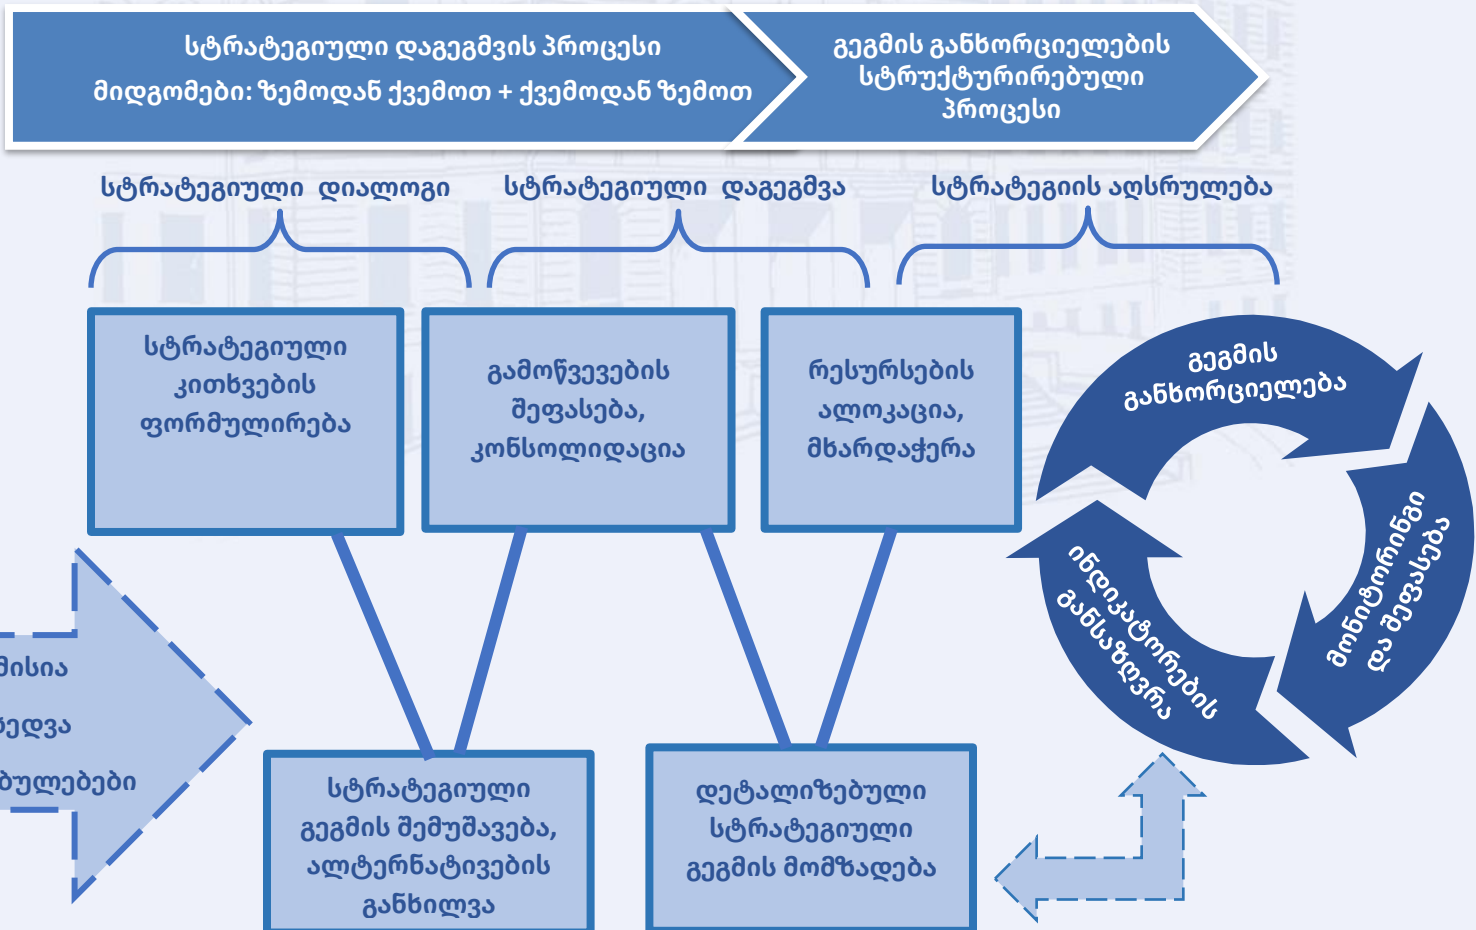 სტრატეგიული დაგეგმვის პროცესი
მიდგომები: ზემოდან ქვემოთ + ქვემოდან ზემოთ
გეგმის განხორციელების
სტრუქტურირებული
პროცესი
სტრატეგიული დიალოგი
სტრატეგიული დაგეგმვა
სტრატეგიის აღსრულება
სტრატეგიული
კითხვების
ფორმულირება
გამოწვევების
შეფასება,
კონსოლიდაცია
რესურსების
ალოკაცია,
მხარდაჭერა
გეგმის
განხორციელება
მონიტორინგი
და შეფასება
ინდიკატორების
განსაზღვრა
სტრატეგიული
გეგმის შემუშავება,
ალტერნატივების
განხილვა
დეტალიზებული
სტრატეგიული
გეგმის მომზადება